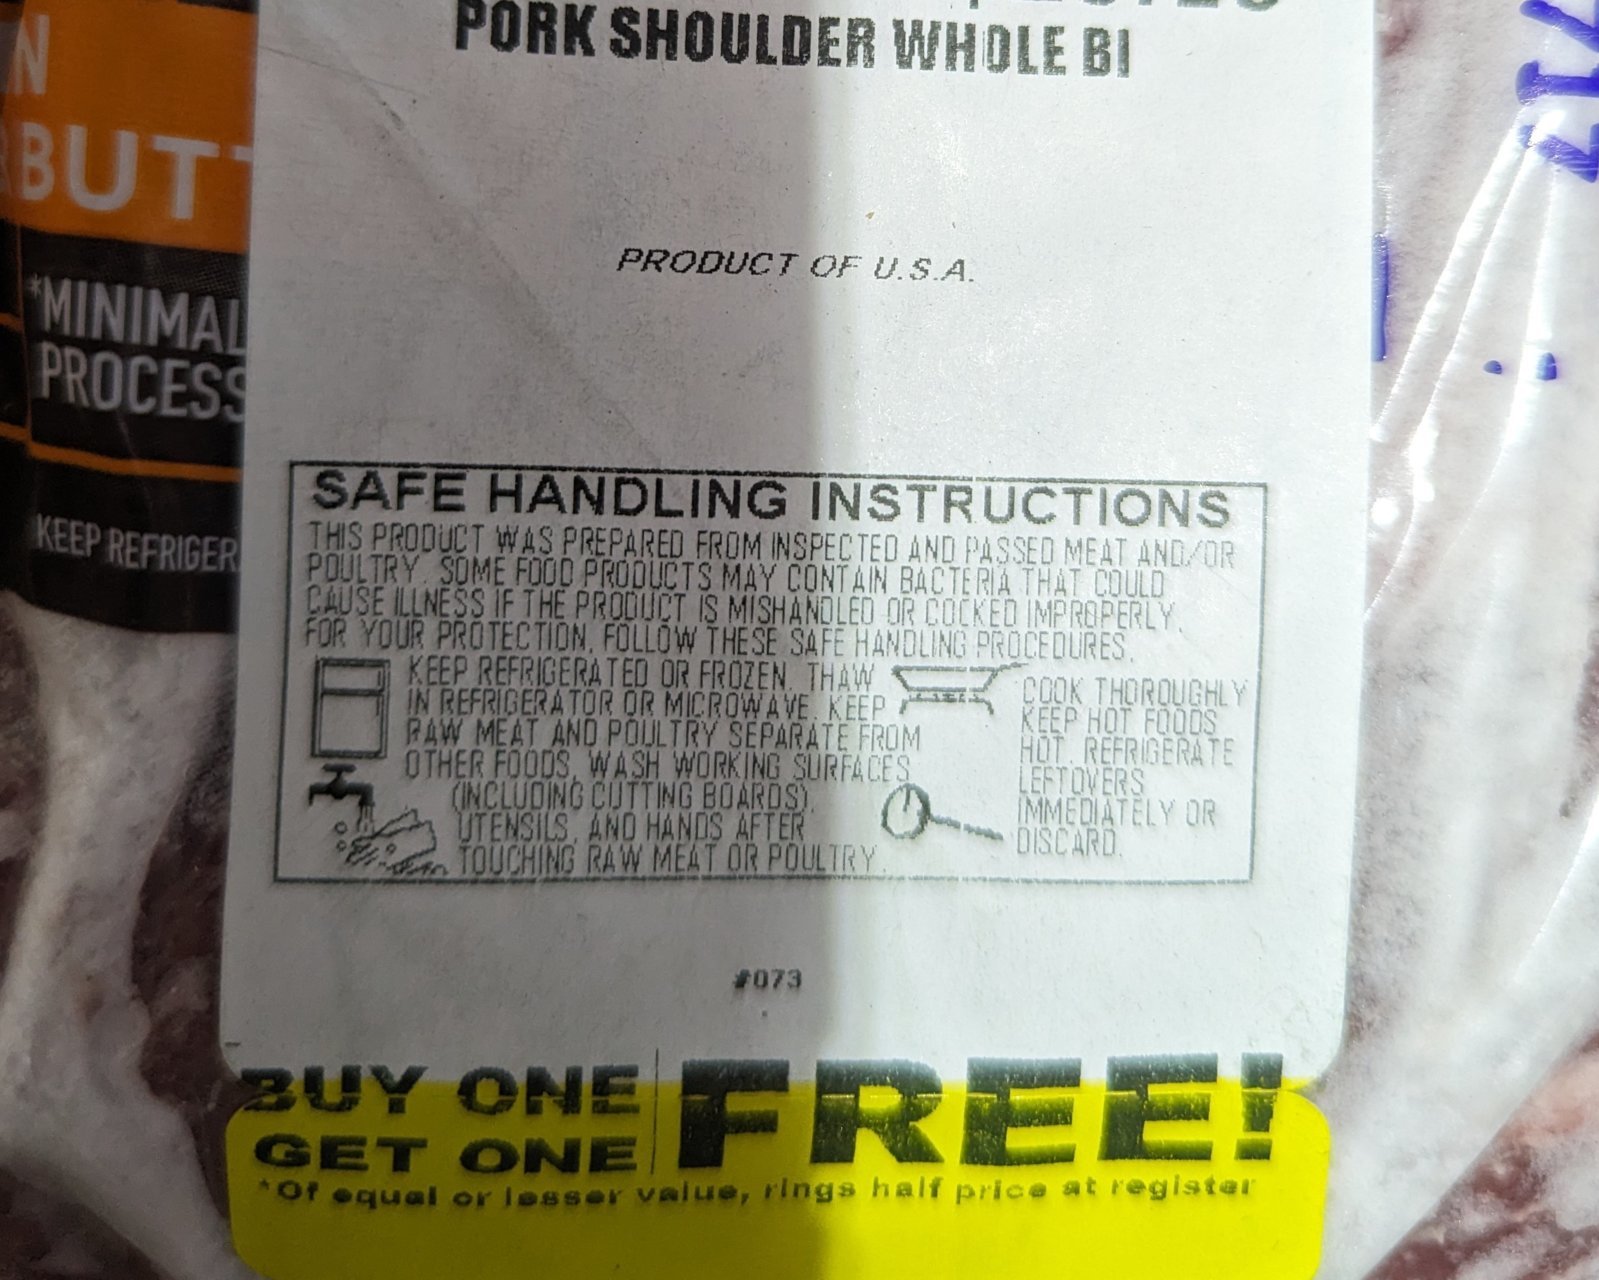 PORK SHOULDER WHOLE BI
N
BUTT
PRODUCT OF U.S.A.
*MINIMAL
PROCESS
KEEP REFRIGER
SAFE HANDLING INSTRUCTIONS
THIS PRODUCT WAS PREPARED FROM INSPECTED AND PASSED MEAT AND/OR
POULTRY. SOME FOOD PRODUCTS MAY CONTAIN BACTERIA THAT COULD
CAUSE ILLNESS IF THE PRODUCT IS MISHANDLED OR COOKED IMPROPERLY.
FOR YOUR PROTECTION, FOLLOW THESE SAFE HANDLING PROCEDURES.
KEEP REFRIGERATED OR FROZEN. THAW
IN REFRIGERATOR OR MICROWAVE. KEEP
RAW MEAT AND POULTRY SEPARATE FROM
OTHER FOODS. WASH WORKING SURFACES
(INCLUDING CUTTING BOARDS),
UTENSILS, AND HANDS AFTER
TOUCHING RAW MEAT OR POULTRY.
COOK THOROUGHLY
KEEP HOT FOODS
HOT. REFRIGERATE
LEFTOVERS
IMMEDIATELY OR
DISCARD.
#073
BUY ONE
GET ONE
FREE!
*Of equal or lesser value, rings half price at register